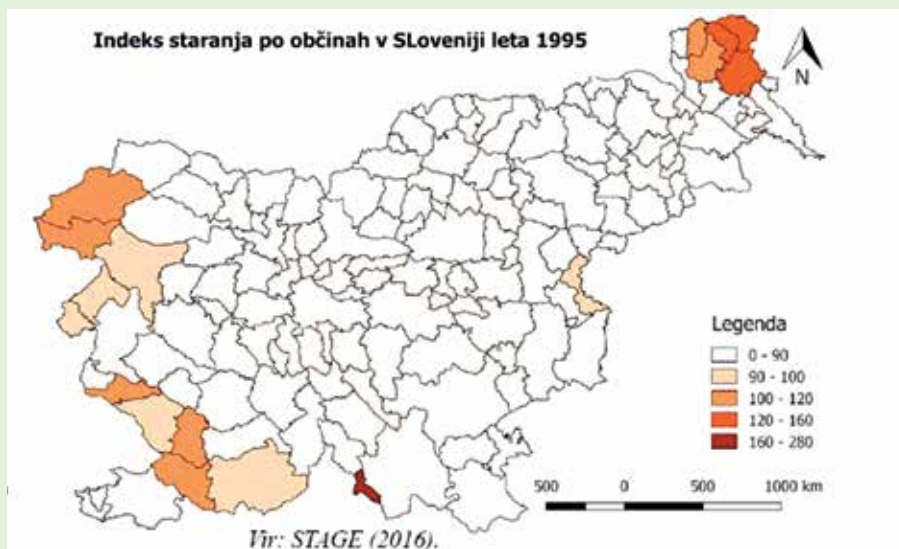 Indeks staranja po občinah v SLoveniji leta 1995
N
Legenda
0 - 90
90 - 100
100 - 120
120 - 160
160 - 280
500 0 500 1000 km
Vir: STAGE (2016).